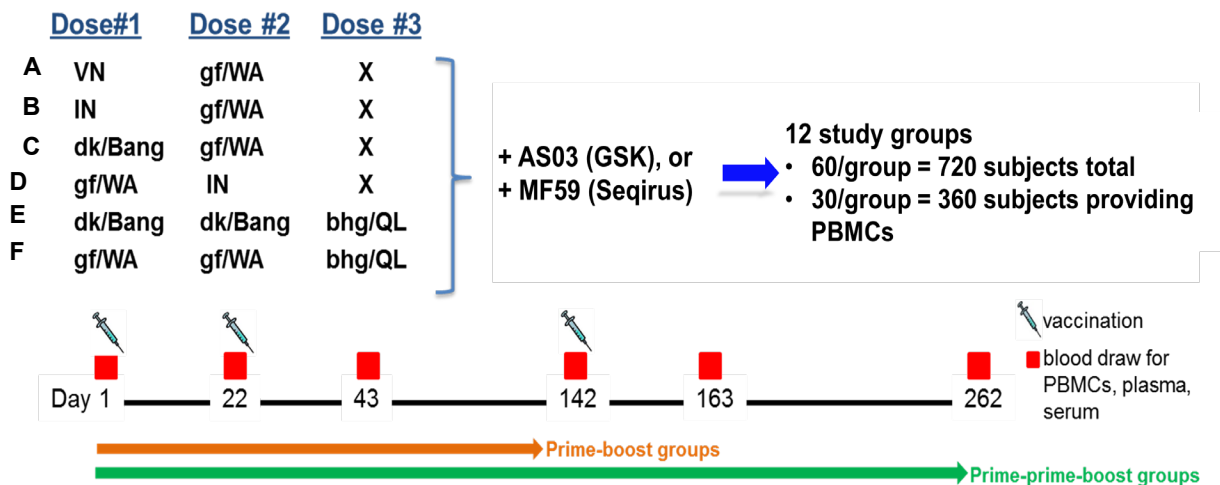 Dose#1 Dose #2 Dose #3
A VN gf/WA X
B IN gf/WA X
C dk/Bang gf/WA X
D gf/WA IN X
E dk/Bang dk/Bang bhg/QL
F gf/WA gf/WA bhg/QL
+ AS03 (GSK), or
+ MF59 (Seqirus)
12 study groups
• 60/group = 720 subjects total
• 30/group = 360 subjects providing
PBMCs
vaccination
blood draw for
PBMCs, plasma,
serum
Day 1 22 43 142 163 262
Prime-boost groups
Prime-prime-boost groups